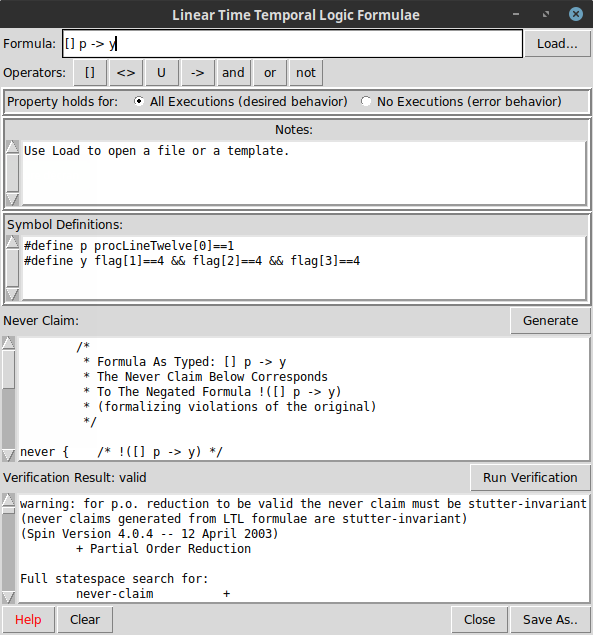 Linear Time Temporal Logic Formulae
Formula: [] p -> y Load...
Operators: [] <> U -> and or not
Property holds for: All Executions (desired behavior) No Executions (error behavior)
Notes:
Use Load to open a file or a template.
Symbol Definitions:
#define p procLineTwelve[0]==1
#define y flag[1]==4 && flag[2]==4 && flag[3]==4
Never Claim: Generate
/*
* Formula As Typed: [] p -> y
* The Never Claim Below Corresponds
* To The Negated Formula !([] p -> y)
* (formalizing violations of the original)
*/
never { /* !([] p -> y) */
Verification Result: valid Run Verification
warning: for p.o. reduction to be valid the never claim must be stutter-invariant
(never claims generated from LTL formulae are stutter-invariant)
(Spin Version 4.0.4 -- 12 April 2003)
+ Partial Order Reduction
Full statespace search for:
never-claim +
Help Clear Close Save As..